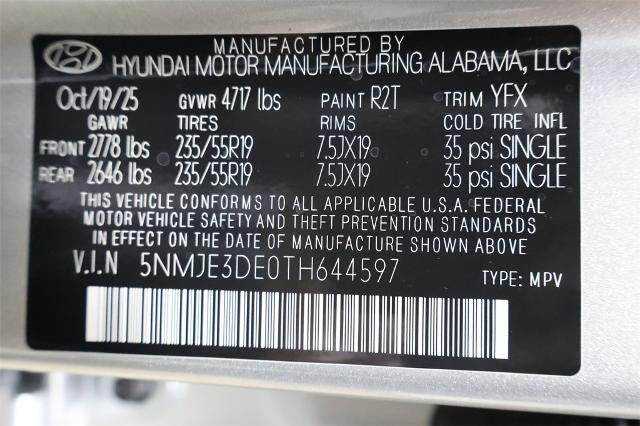 MANUFACTURED BY
HYUNDAI MOTOR MANUFACTURING ALABAMA, LLC
Oct/19/25 GVWR 4717 lbs PAINT R2T TRIM YFX
GAWR TIRES RIMS COLD TIRE INFL
FRONT 2778 lbs 235/55R19 7.5JX19 35 psi SINGLE
REAR 2646 lbs 235/55R19 7.5JX19 35 psi SINGLE
THIS VEHICLE CONFORMS TO ALL APPLICABLE U.S.A. FEDERAL
MOTOR VEHICLE SAFETY AND THEFT PREVENTION STANDARDS
IN EFFECT ON THE DATE OF MANUFACTURE SHOWN ABOVE
V.I.N 5NMJE3DE0TH644597 TYPE: MPV